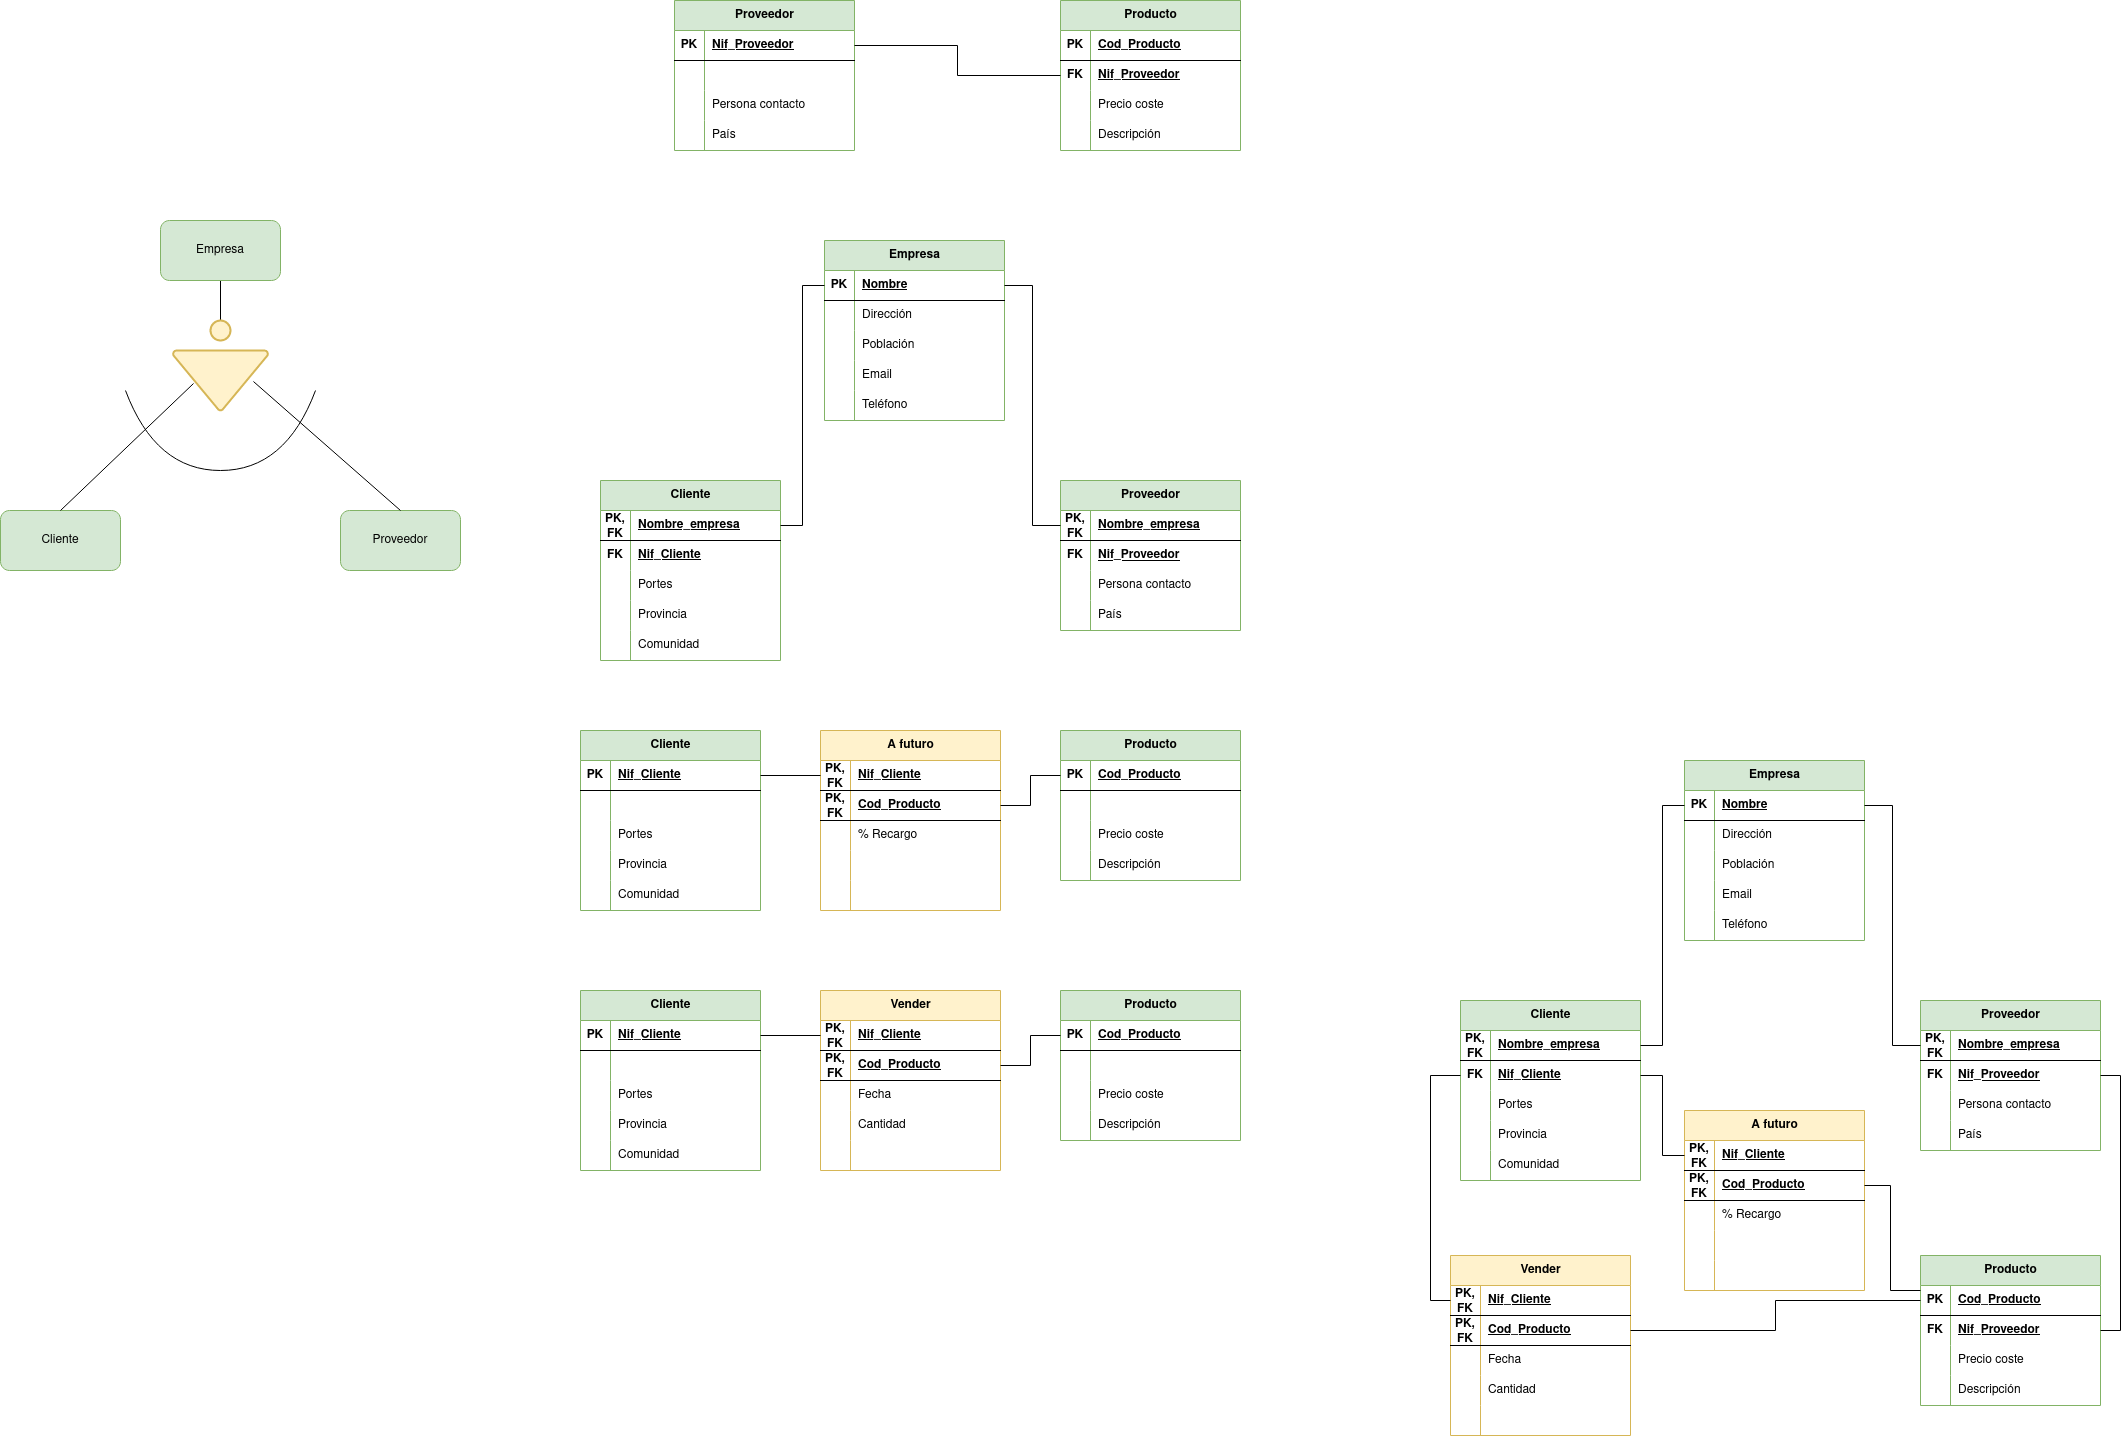 Proveedor
PK Nif_Proveedor
Persona contacto
País
Producto
PK Cod_Producto
FK Nif_Proveedor
Precio coste
Descripción
Empresa
Cliente
Proveedor
Empresa
PK Nombre
Dirección
Población
Email
Teléfono
Cliente
PK, FK Nombre_empresa
FK Nif_Cliente
Portes
Provincia
Comunidad
Proveedor
PK, FK Nombre_empresa
FK Nif_Proveedor
Persona contacto
País
Cliente
PK Nif_Cliente
Portes
Provincia
Comunidad
A futuro
PK, FK Nif_Cliente
PK, FK Cod_Producto
% Recargo
Producto
PK Cod_Producto
Precio coste
Descripción
Cliente
PK Nif_Cliente
Portes
Provincia
Comunidad
Vender
PK, FK Nif_Cliente
PK, FK Cod_Producto
Fecha
Cantidad
Producto
PK Cod_Producto
Precio coste
Descripción
Empresa
PK Nombre
Dirección
Población
Email
Teléfono
Cliente
PK, FK Nombre_empresa
FK Nif_Cliente
Portes
Provincia
Comunidad
Proveedor
PK, FK Nombre_empresa
FK Nif_Proveedor
Persona contacto
País
A futuro
PK, FK Nif_Cliente
PK, FK Cod_Producto
% Recargo
Vender
PK, FK Nif_Cliente
PK, FK Cod_Producto
Fecha
Cantidad
Producto
PK Cod_Producto
FK Nif_Proveedor
Precio coste
Descripción